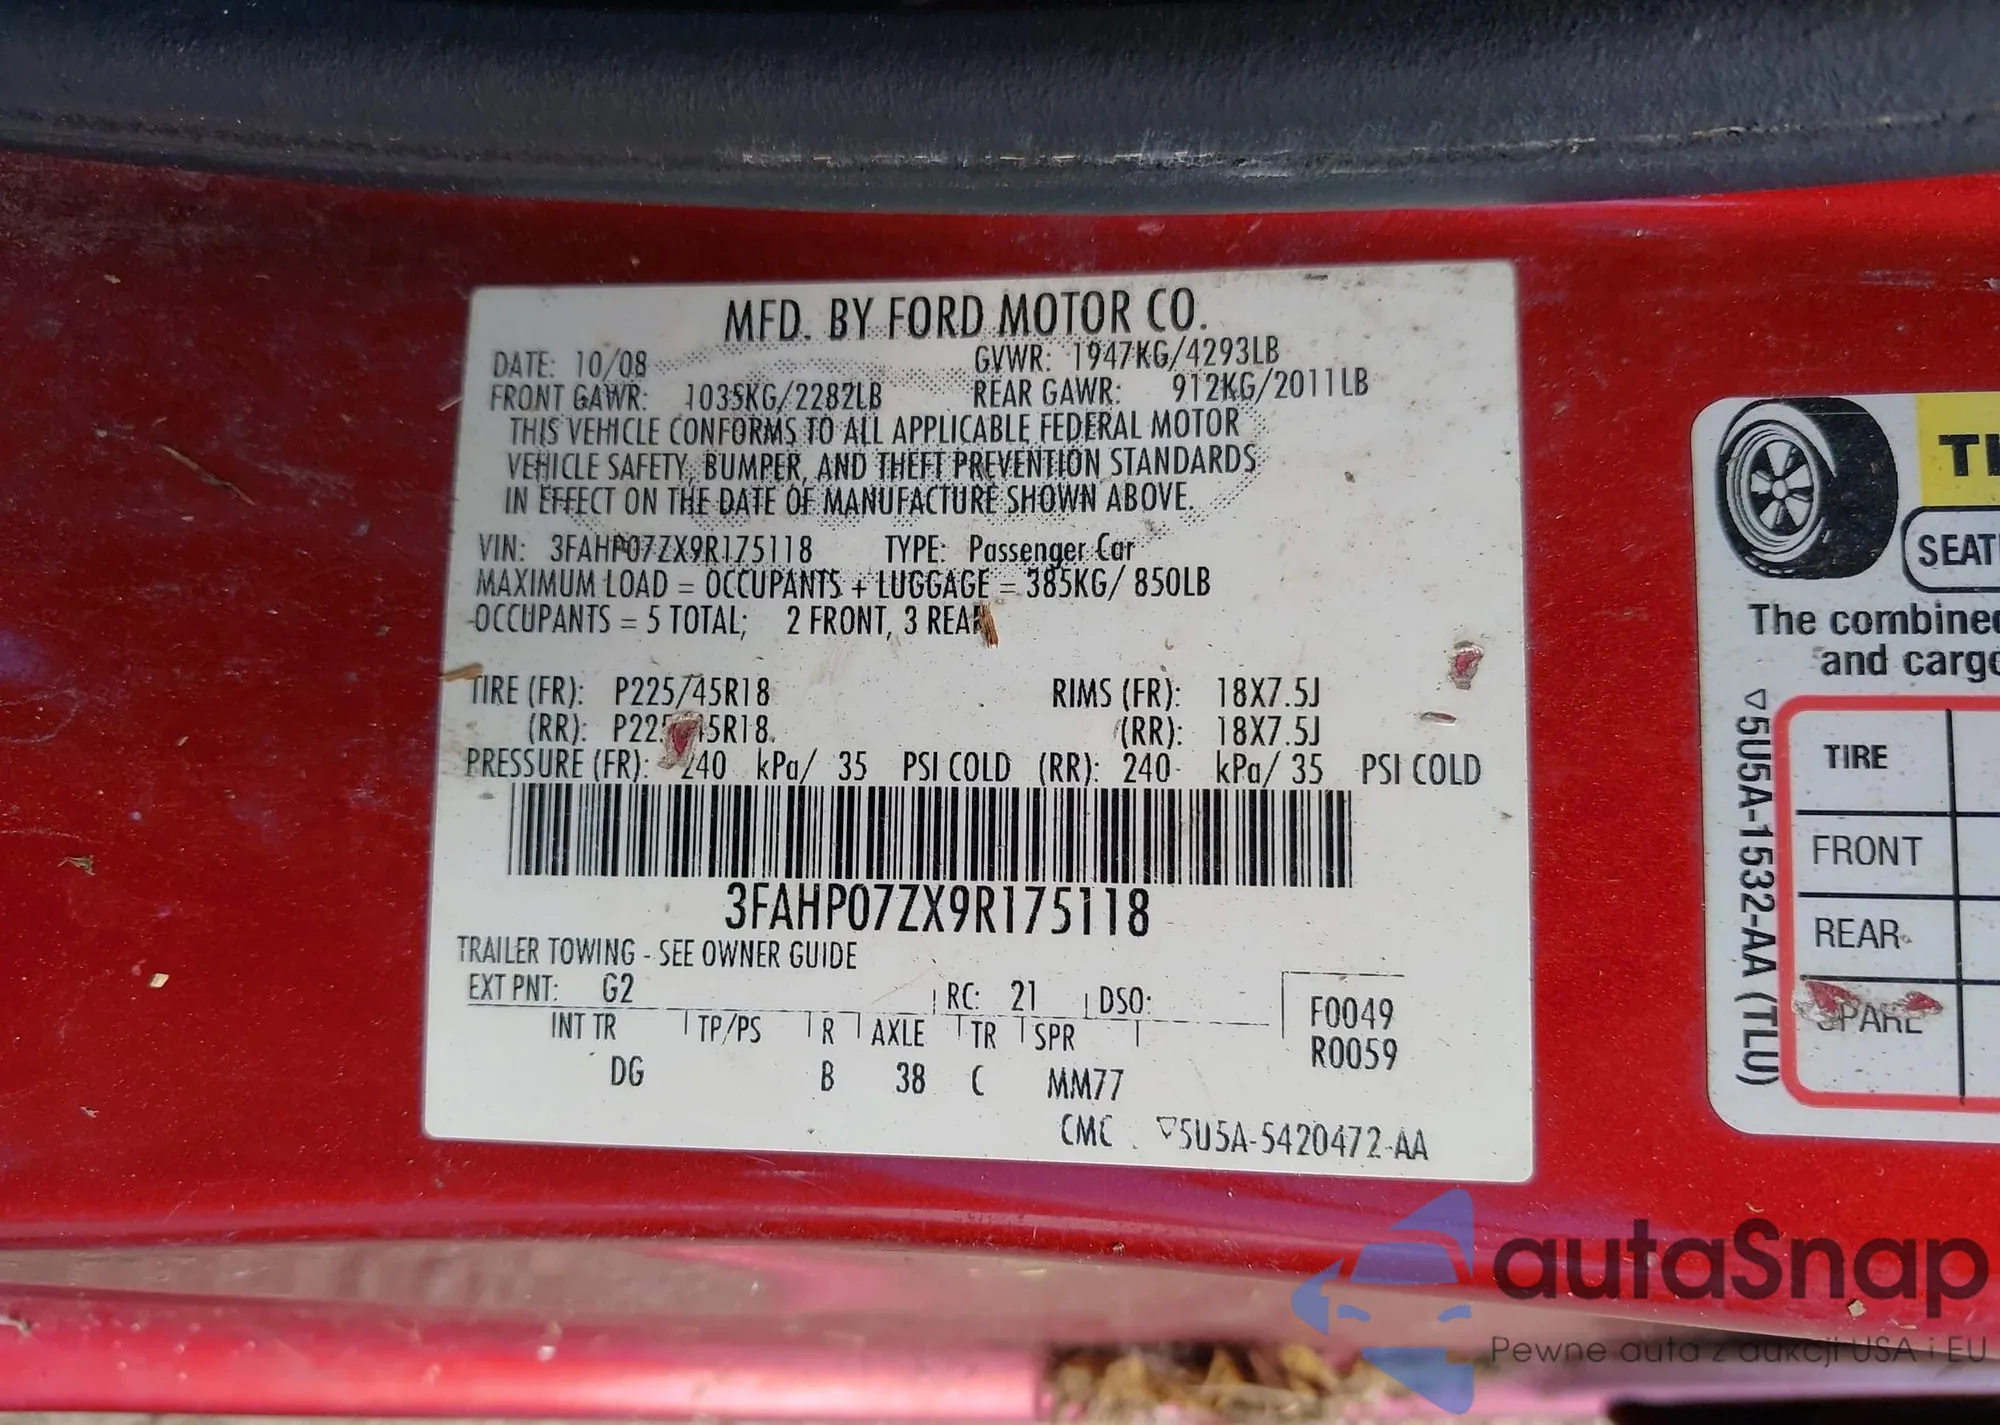 MFD. BY FORD MOTOR CO.
DATE: 10/08 GVWR: 1947KG/4293LB
FRONT GAWR: 1035KG/2282LB REAR GAWR: 912KG/2011LB
THIS VEHICLE CONFORMS TO ALL APPLICABLE FEDERAL MOTOR
VEHICLE SAFETY, BUMPER, AND THEFT PREVENTION STANDARDS
IN EFFECT ON THE DATE OF MANUFACTURE SHOWN ABOVE.
VIN: 3FAHP07ZX9R175118 TYPE: Passenger Car
MAXIMUM LOAD = OCCUPANTS + LUGGAGE = 385KG/ 850LB
OCCUPANTS = 5 TOTAL; 2 FRONT, 3 REAR
TIRE (FR): P225/45R18 RIMS (FR): 18X7.5J
(RR): P225/45R18 (RR): 18X7.5J
PRESSURE (FR): 240 kPa/ 35 PSI COLD (RR): 240 kPa/ 35 PSI COLD
3FAHP07ZX9R175118
TRAILER TOWING - SEE OWNER GUIDE
EXT PNT: G2 RC: 21 DSO:
INT TR TP/PS R AXLE TR SPR
DG B 38 C MM77
F0049
R0059
CMC ▽5U5A-5420472-AA
SEAT
The combined
and cargo
▽5U5A-1532-AA (TLU)
TIRE
FRONT
REAR
SPARE
autaSnap
Pewne auta z aukcji USA i EU